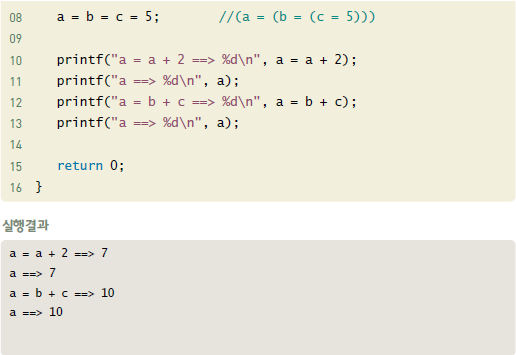 08 a = b = c = 5; //(a = (b = (c = 5)))
09
10 printf("a = a + 2 ==> %d\n", a = a + 2);
11 printf("a ==> %d\n", a);
12 printf("a = b + c ==> %d\n", a = b + c);
13 printf("a ==> %d\n", a);
14
15 return 0;
16 }
실행결과
a = a + 2 ==> 7
a ==> 7
a = b + c ==> 10
a ==> 10